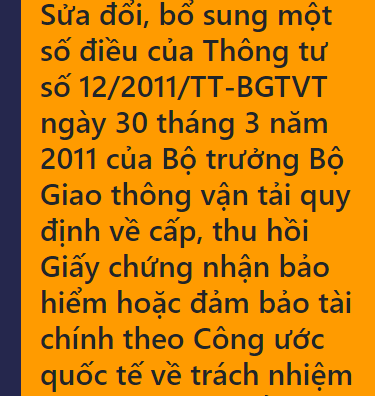 Sửa đổi, bổ sung một
số điều của Thông tư
số 12/2011/TT-BGTVT
ngày 30 tháng 3 năm
2011 của Bộ trưởng Bộ
Giao thông vận tải quy
định về cấp, thu hồi
Giấy chứng nhận bảo
hiểm hoặc đảm bảo tài
chính theo Công ước
quốc tế về trách nhiệm